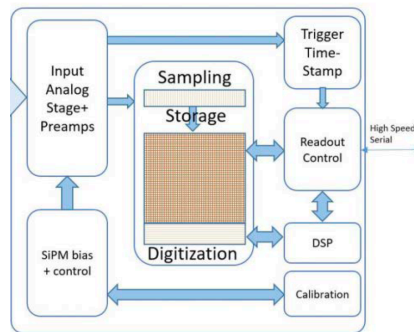 Input
Analog
Stage+
Preamps
Sampling
Storage
Digitization
Trigger
Time-
Stamp
Readout
Control
High Speed
Serial
DSP
SiPM bias
+ control
Calibration